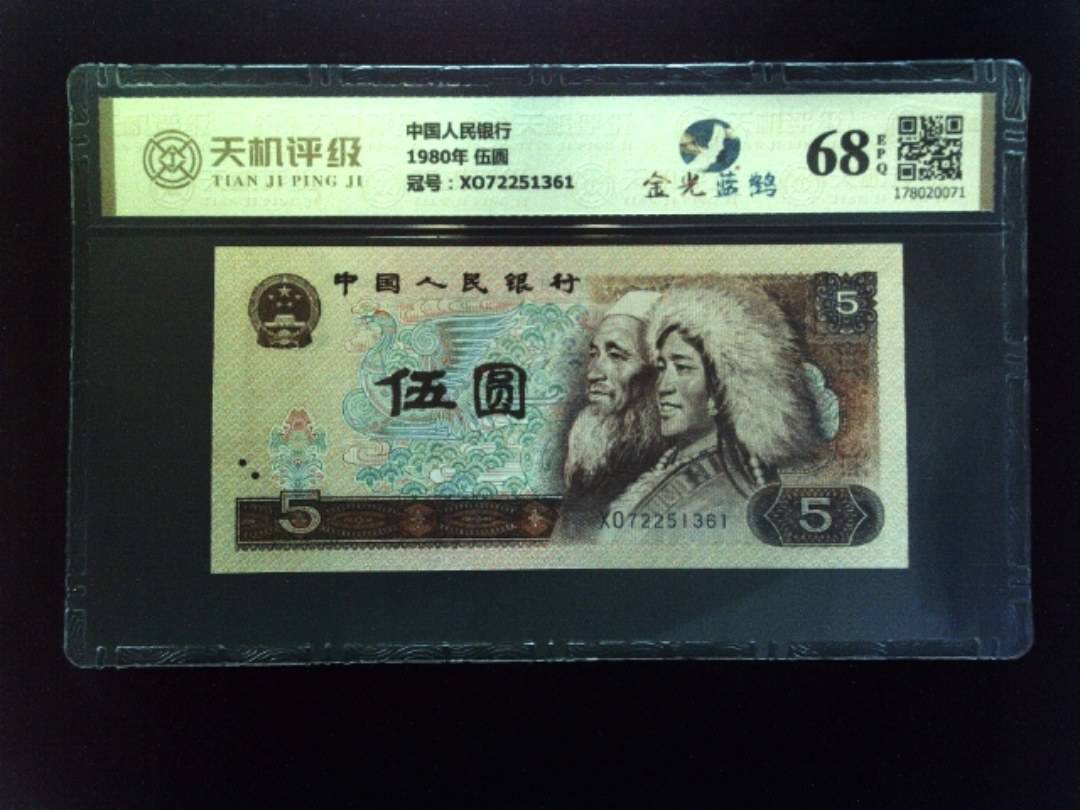 天机评级
TIAN JI PING JI
中国人民银行
1980年 伍圆
冠号：XO72251361
金光蓝鹤
68
EPQ
178020071
中国人民银行
5
伍圆
5
XO72251361
5